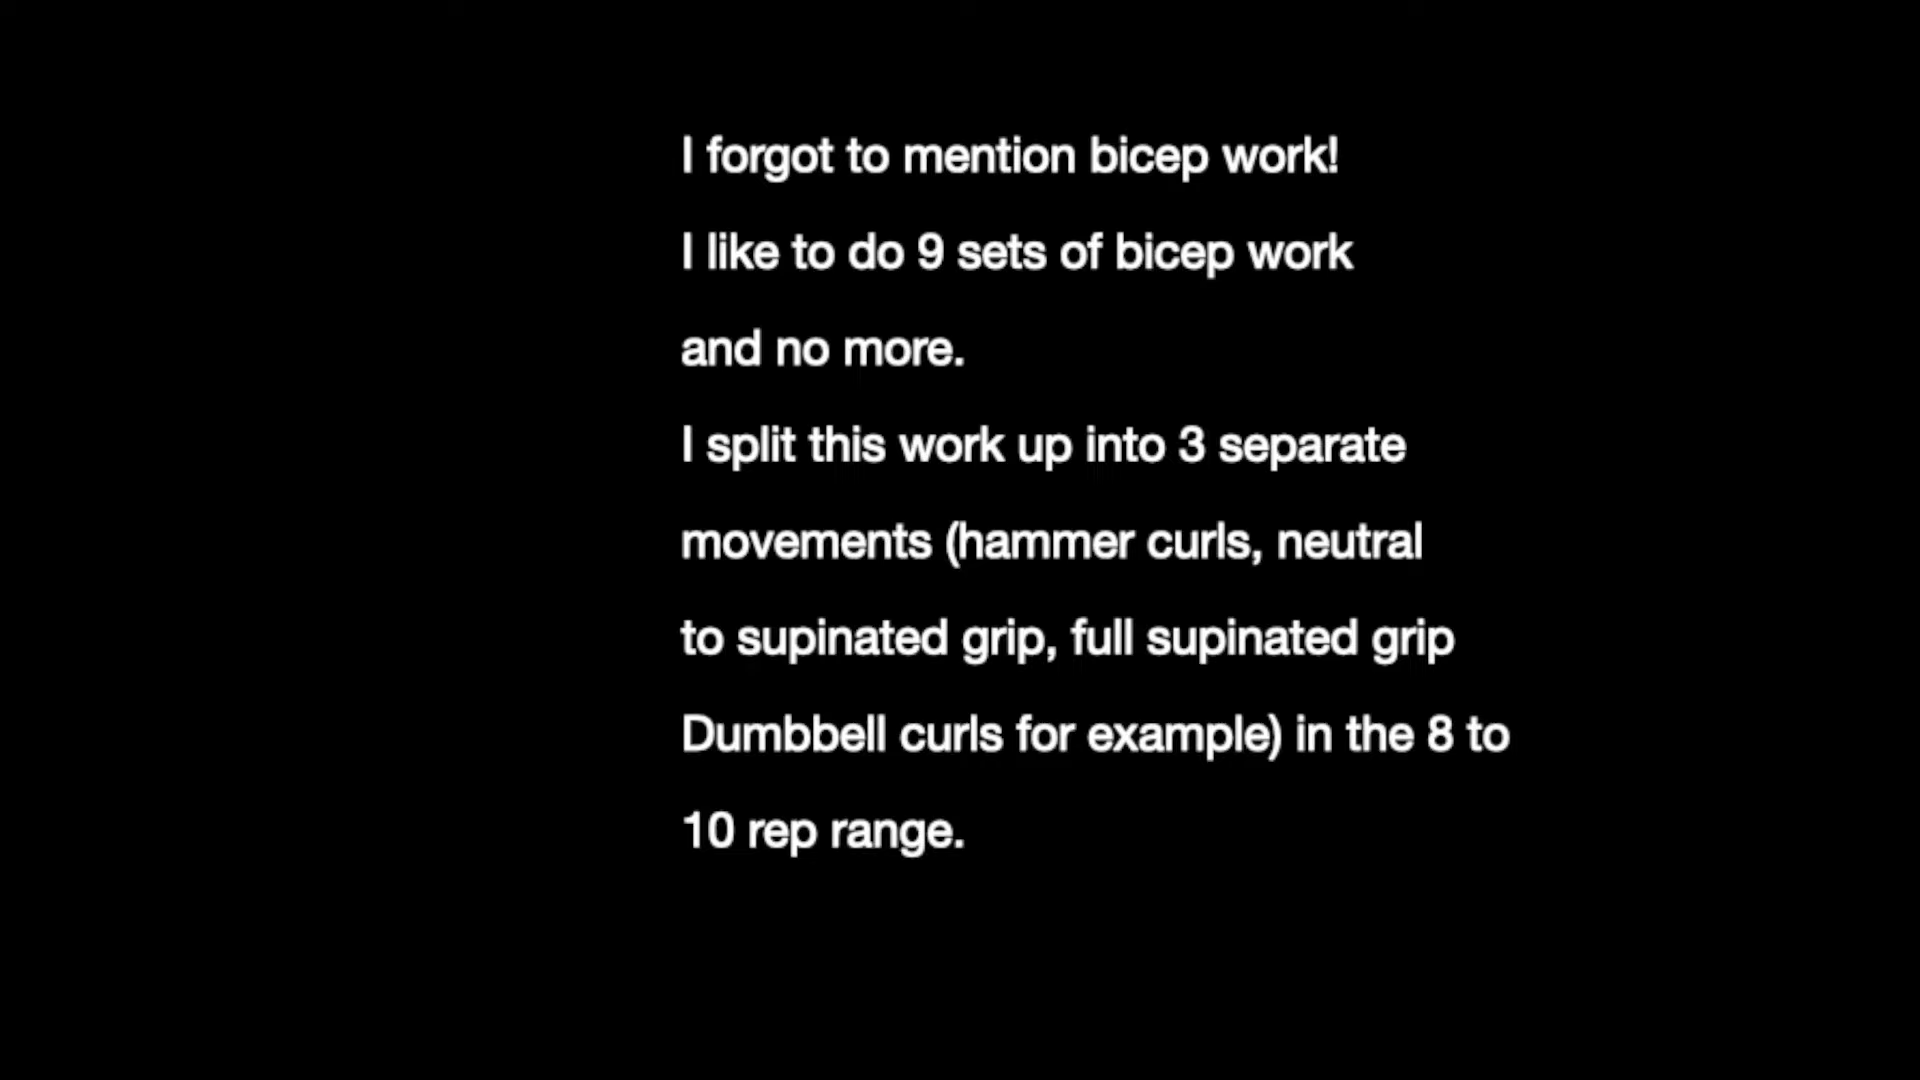 I forgot to mention bicep work!
I like to do 9 sets of bicep work
and no more.
I split this work up into 3 separate
movements (hammer curls, neutral
to supinated grip, full supinated grip
Dumbbell curls for example) in the 8 to
10 rep range.